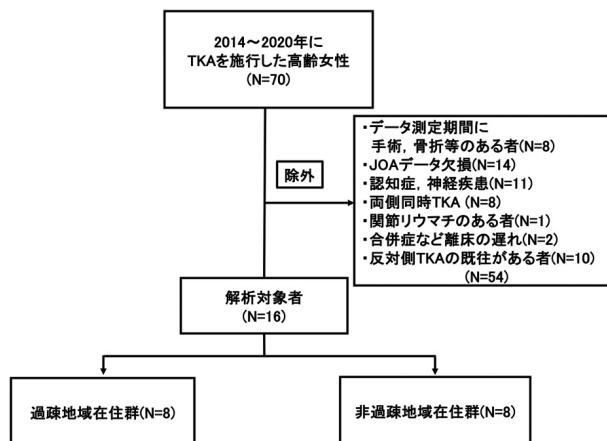 2014～2020年に
TKAを施行した高齢女性
(N=70)
除外
・データ測定期間に
手術，骨折等のある者(N=8)
・JOAデータ欠損(N=14)
・認知症，神経疾患(N=11)
・両側同時TKA (N=8)
・関節リウマチのある者(N=1)
・合併症など離床の遅れ(N=2)
・反対側TKAの既往がある者(N=10)
(N=54)
解析対象者
(N=16)
過疎地域在住群(N=8)
非過疎地域在住群(N=8)